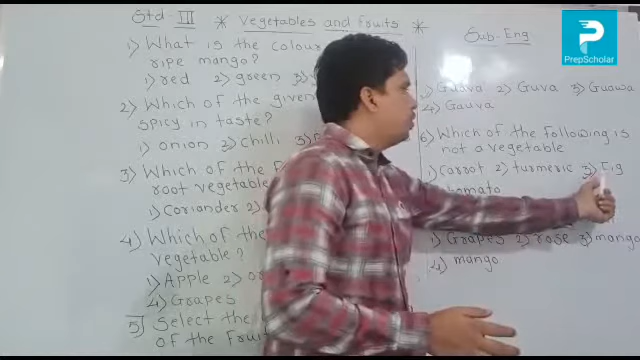 Std-III * Vegetables and Fruits *
Sub-Eng
PrepScholar
1) What is the colour
ripe mango?
1) red 2) green 3)
2) Which of the given
spicy in taste?
1) onion 2) chilli 3)
3) Which of the
root vegetable
1) Coriander 2)
4) Which of the
vegetable?
1) Apple 2)
4) Grapes
5) Select the
of the Fruit
2) Guva 3) Guawa
4) Gauva
6) Which of the following is
not a vegetable
1) Carrot 2) turmeric 3) Fig
tomato
1) Grapes 2) rose 3) mango
4) mango